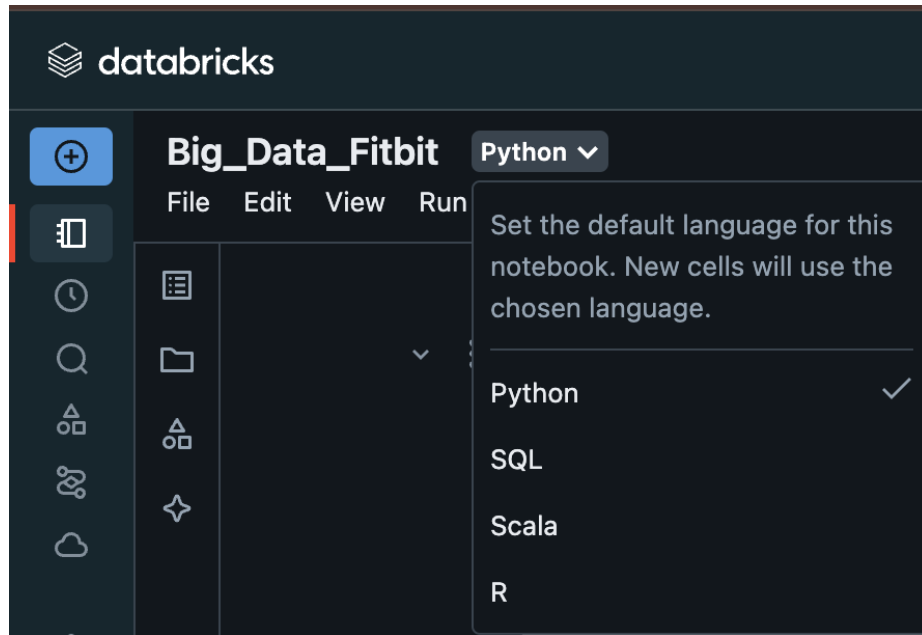 databricks
Big_Data_Fitbit Python
File Edit View Run
Set the default language for this
notebook. New cells will use the
chosen language.
Python
SQL
Scala
R